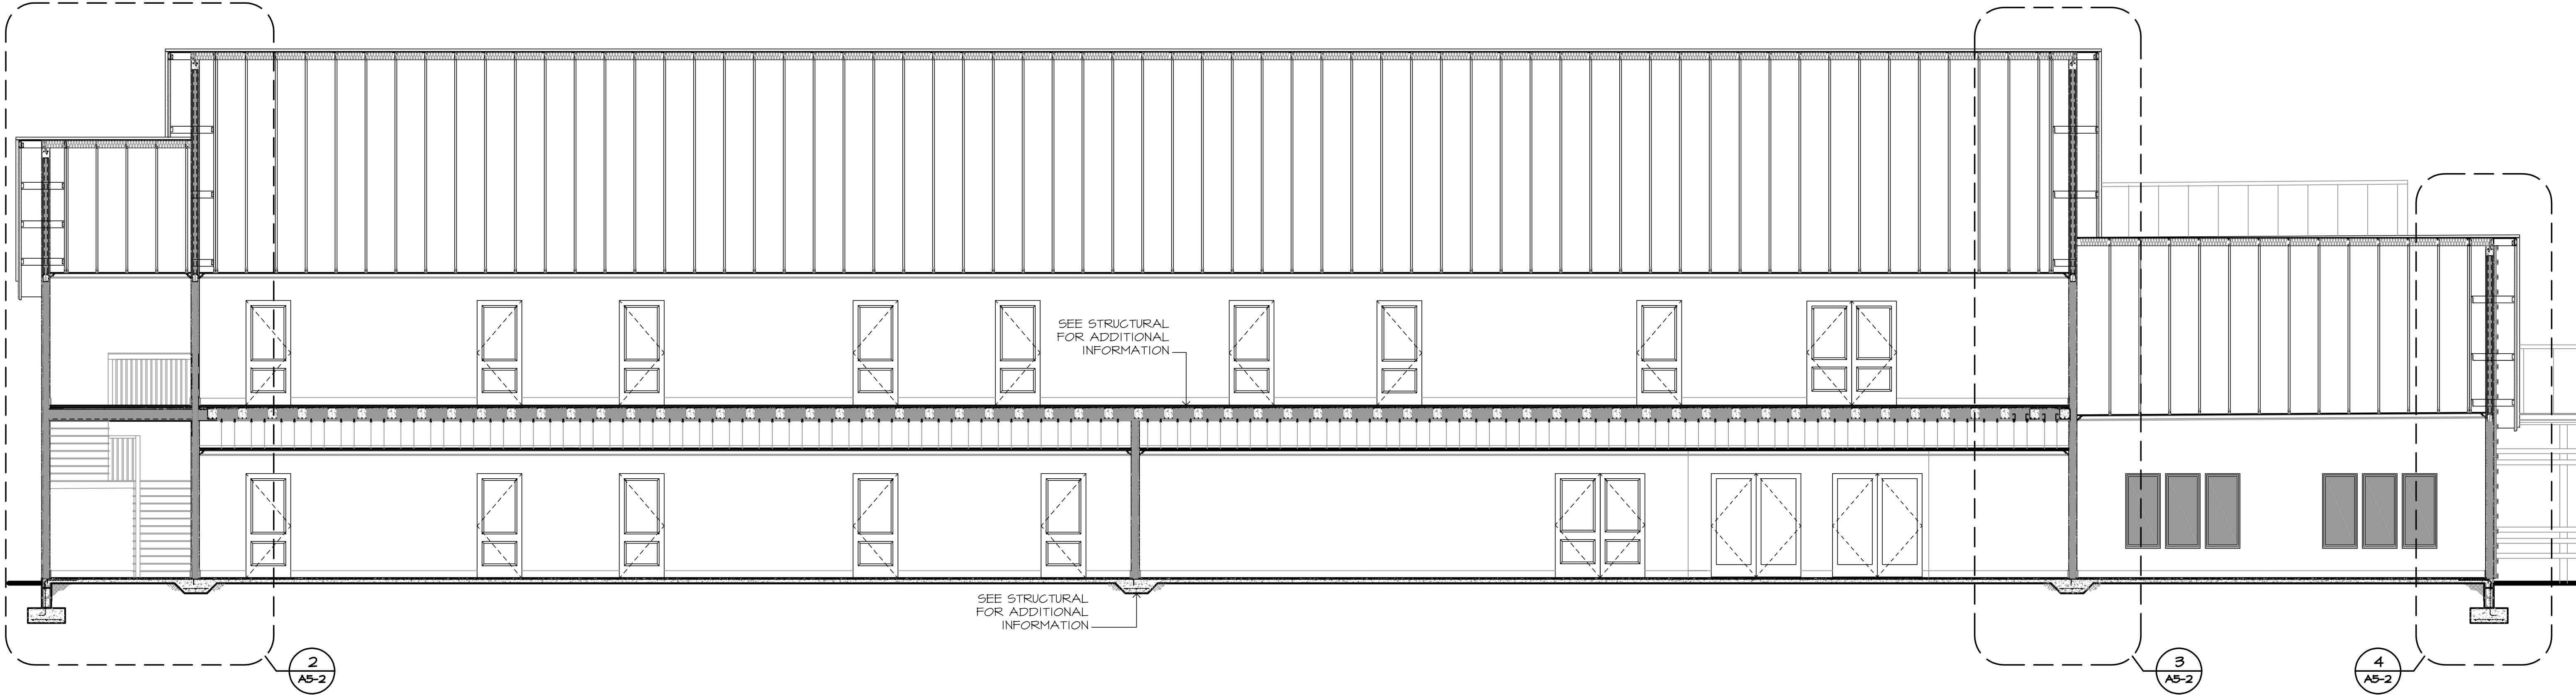 SEE STRUCTURAL
FOR ADDITIONAL
INFORMATION
SEE STRUCTURAL
FOR ADDITIONAL
INFORMATION
2
A5-2
3
A5-2
4
A5-2